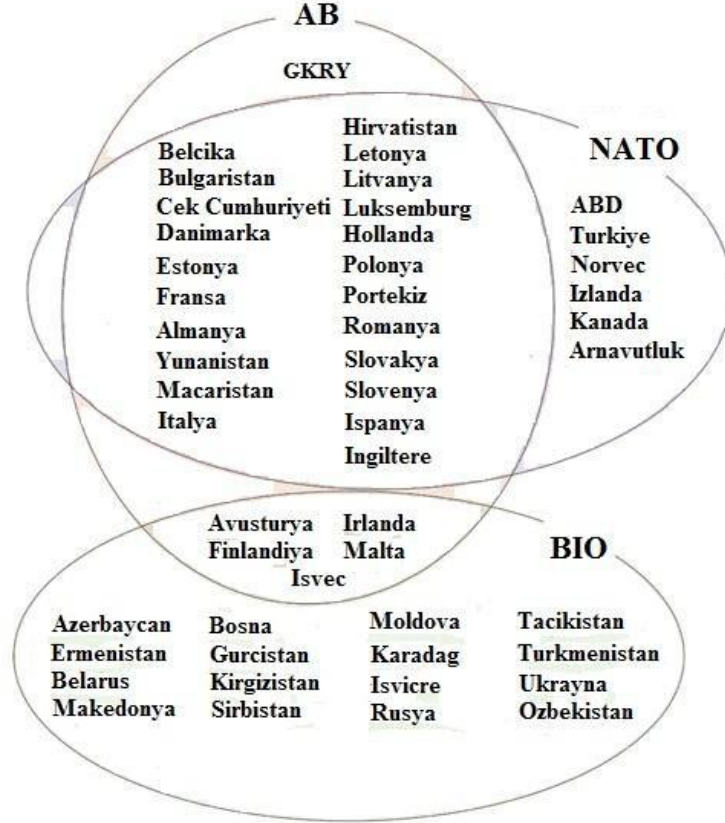 AB
GKRY
NATO
Belcika
Bulgaristan
Cek Cumhuriyeti
Danimarka
Estonya
Fransa
Almanya
Yunanistan
Macaristan
Italya
Hirvatistan
Letonya
Litvanya
Luksemburg
Hollanda
Polonya
Portekiz
Romanya
Slovakya
Slovenya
Ispanya
Ingiltere
ABD
Turkiye
Norvec
Izlanda
Kanada
Arnavutluk
Avusturya Irlanda
Finlandiya Malta
Isvec
BIO
Azerbaycan
Ermenistan
Belarus
Makedonya
Bosna
Gurcistan
Kirgizistan
Sirbistan
Moldova
Karadag
Isvicre
Rusya
Tacikistan
Turkmenistan
Ukrayna
Ozbekistan